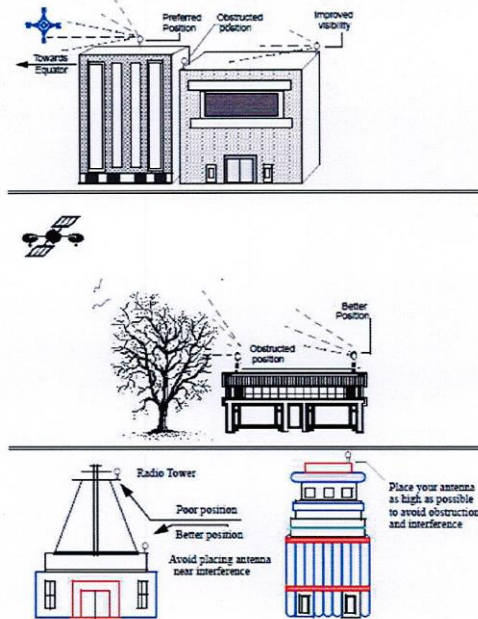 Preferred
Position
Obstructed
position
Improved
visibility
Towards
Equator
Better
Position
Obstructed
position
Radio Tower
Poor position
Better position
Avoid placing antenna
near interference
Place your antenna
as high as possible
to avoid obstruction
and interference